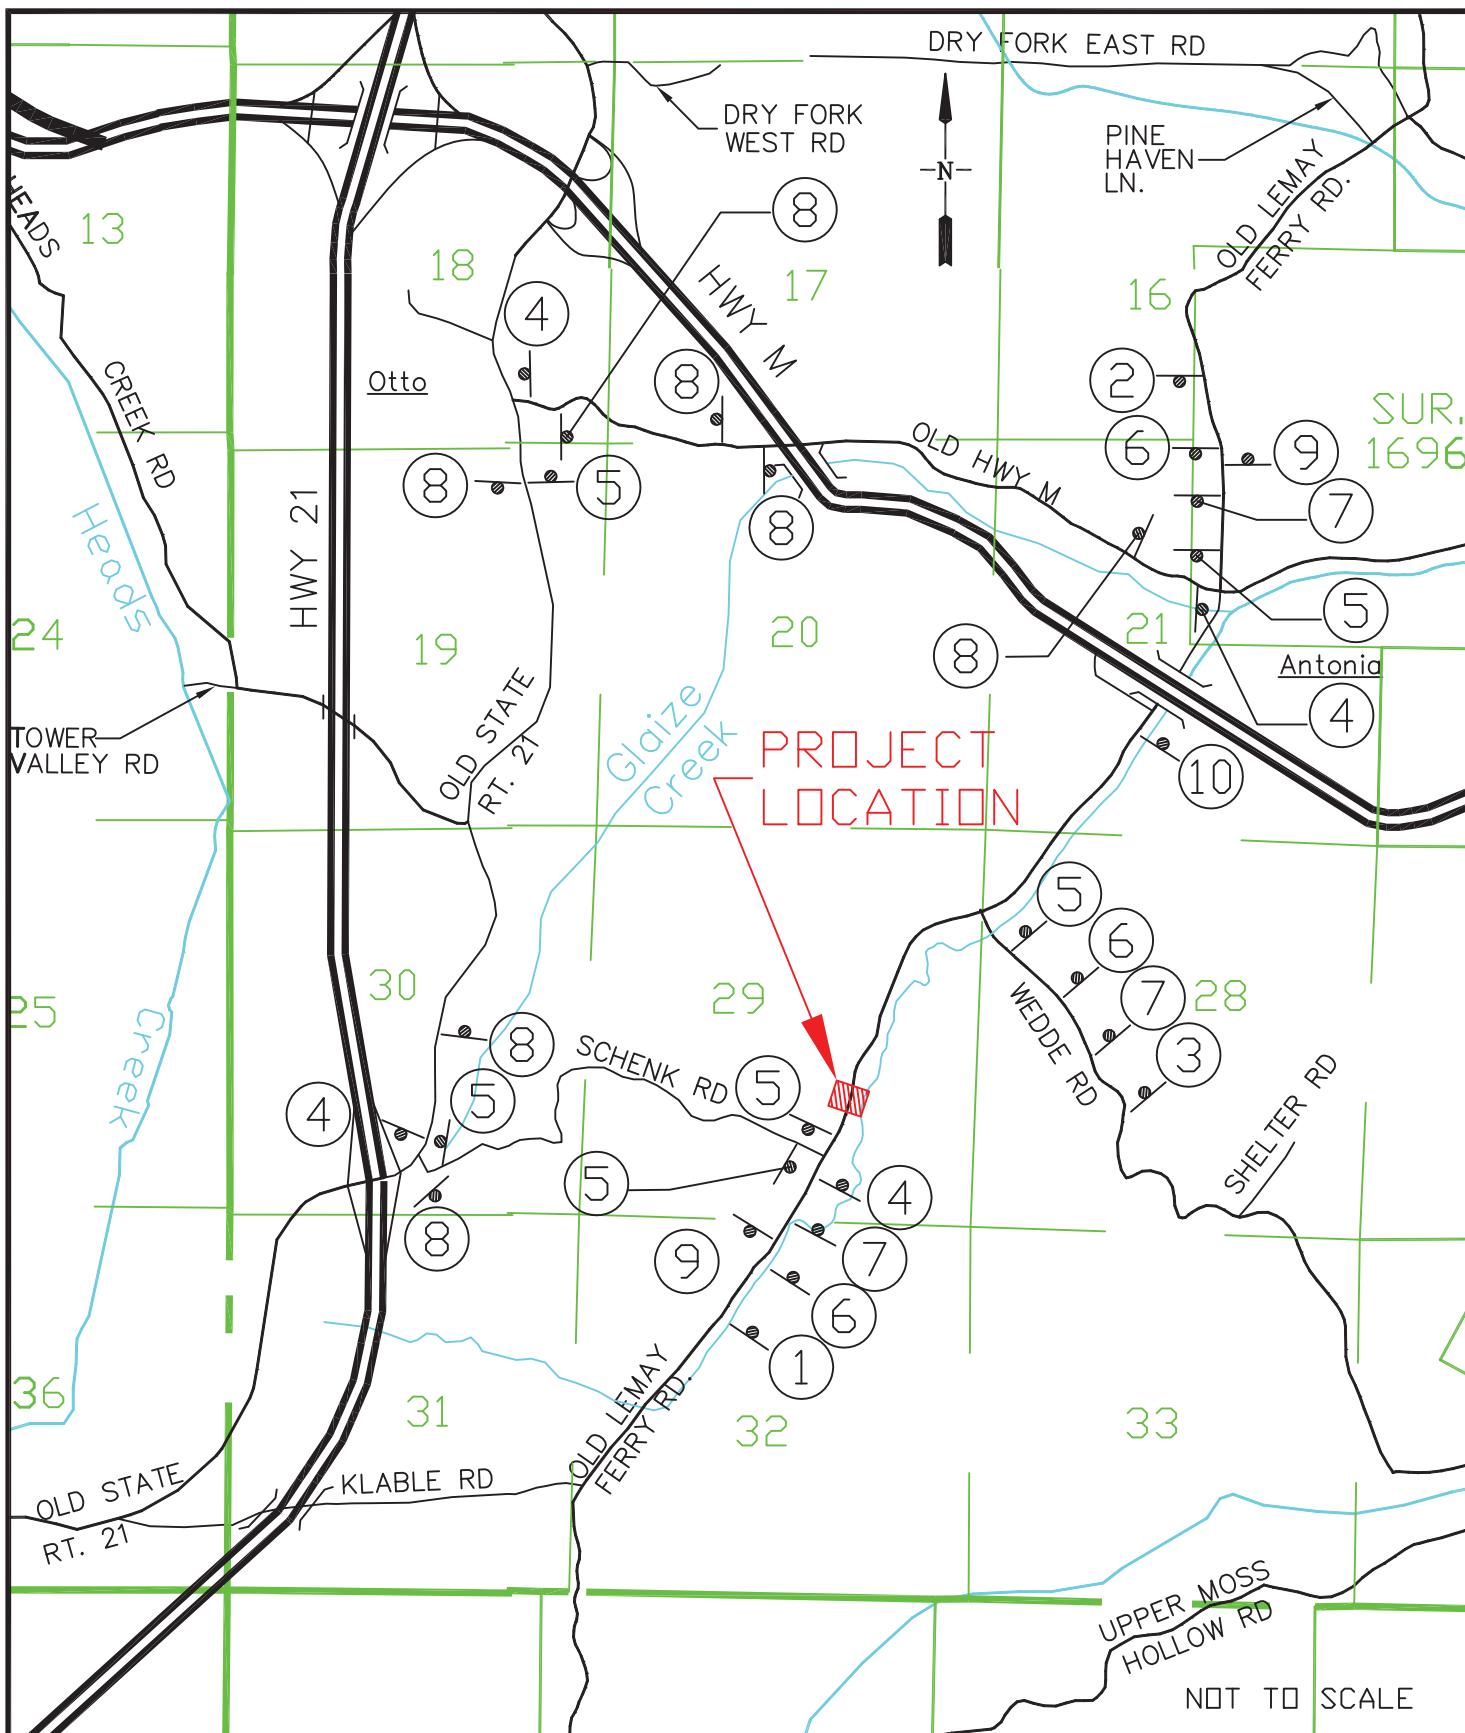 DRY FORK EAST RD
DRY FORK
WEST RD
PINE
HAVEN
LN.
N
OLD LEMAY
FERRY RD.
HEADS
CREEK RD
13
18
17
16
8
4
HWY M
Otto
8
2
SUR.
1696
6
9
8
5
OLD HWY M
7
8
HWY 21
Heads
5
24
19
20
21
8
Antonia
4
TOWER
VALLEY RD
OLD STATE
RT. 21
Glaize
Creek
PROJECT
LOCATION
10
5
6
7
3
25
30
29
28
WEDDE RD
Creek
8
5
4
SCHENK RD
5
SHELTER RD
5
4
8
9
7
6
1
36
31
32
33
OLD LEMAY
FERRY RD.
OLD STATE
RT. 21
KLABLE RD
UPPER MOSS
HOLLOW RD
NOT TO SCALE